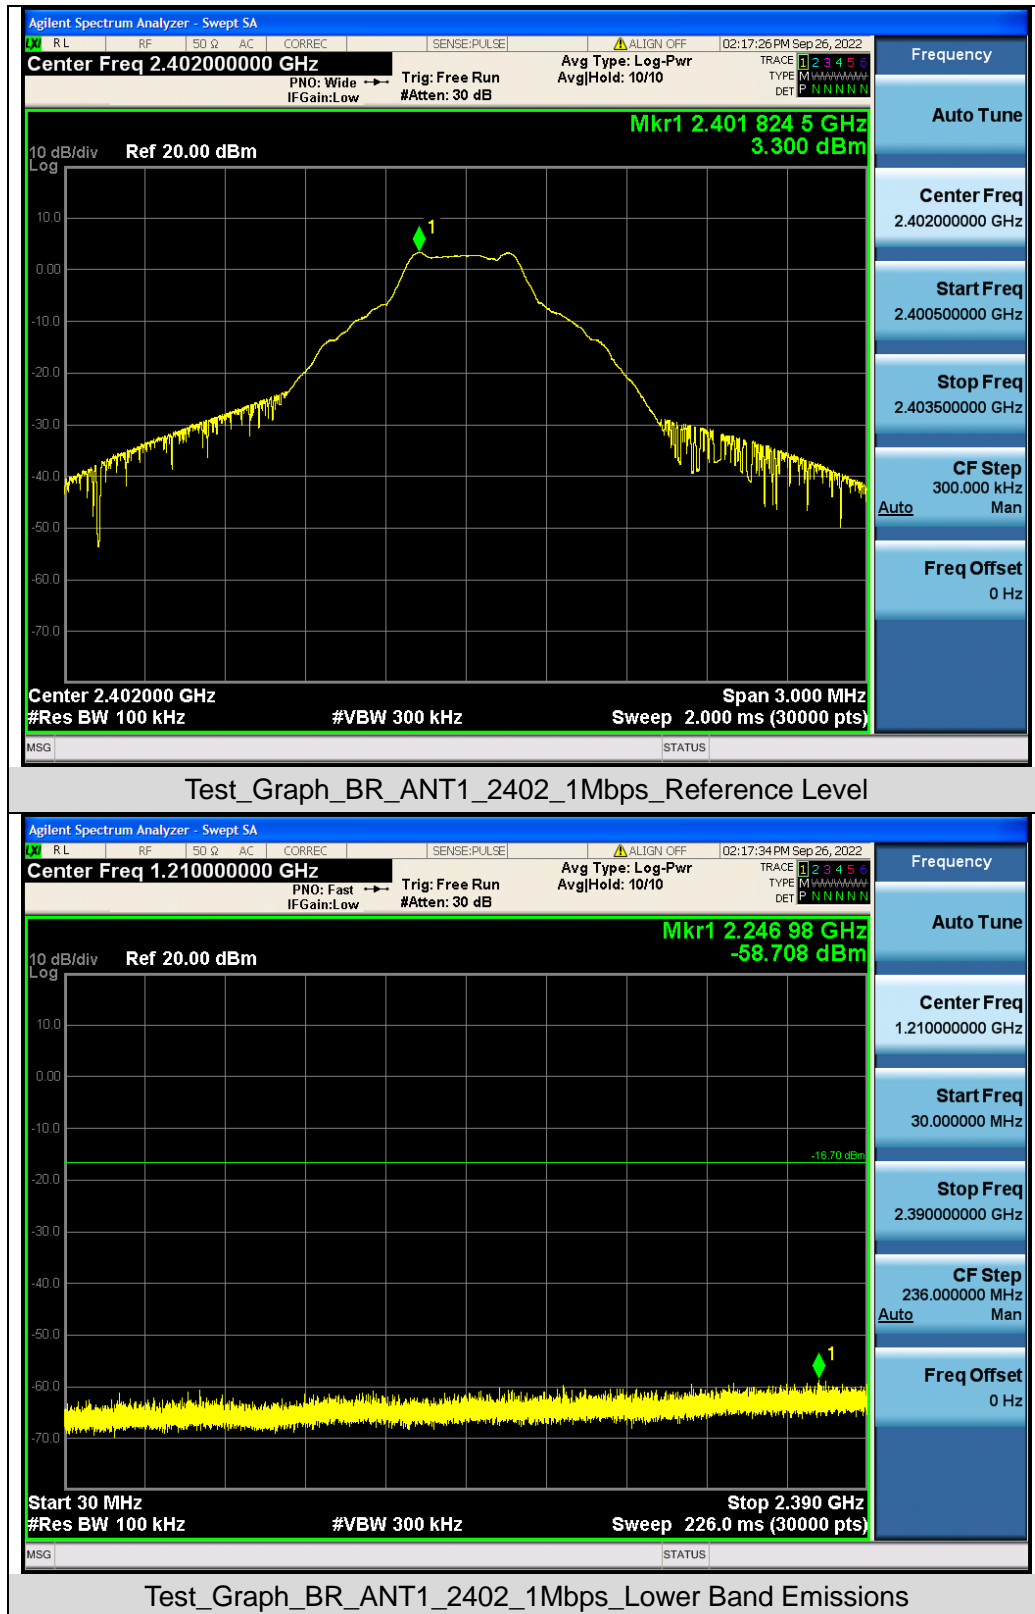 Agilent Spectrum Analyzer - Swept SA
LXI RL RF 50 Ω AC CORREC SENSE:PULSE ALIGN OFF 02:17:26 PM Sep 26, 2022
Center Freq 2.402000000 GHz
PNO: Wide
IFGain:Low
Trig: Free Run
#Atten: 30 dB
Avg Type: Log-Pwr
Avg|Hold: 10/10
TRACE 1 2 3 4 5 6
TYPE M WWWWW
DET P N N N N N
Frequency
Auto Tune
Center Freq
2.402000000 GHz
Start Freq
2.400500000 GHz
Stop Freq
2.403500000 GHz
CF Step
300.000 kHz
Auto Man
Freq Offset
0 Hz
Mkr1 2.401 824 5 GHz
3.300 dBm
10 dB/div Ref 20.00 dBm
Log
10.0
0.00
-10.0
-20.0
-30.0
-40.0
-50.0
-60.0
-70.0
1
Center 2.402000 GHz Span 3.000 MHz
#Res BW 100 kHz #VBW 300 kHz Sweep 2.000 ms (30000 pts)
MSG STATUS
Test_Graph_BR_ANT1_2402_1Mbps_Reference Level
Agilent Spectrum Analyzer - Swept SA
LXI RL RF 50 Ω AC CORREC SENSE:PULSE ALIGN OFF 02:17:34 PM Sep 26, 2022
Center Freq 1.210000000 GHz
PNO: Fast
IFGain:Low
Trig: Free Run
#Atten: 30 dB
Avg Type: Log-Pwr
Avg|Hold: 10/10
TRACE 1 2 3 4 5 6
TYPE M WWWWW
DET P N N N N N
Frequency
Auto Tune
Center Freq
1.210000000 GHz
Start Freq
30.000000 MHz
Stop Freq
2.390000000 GHz
CF Step
236.000000 MHz
Auto Man
Freq Offset
0 Hz
Mkr1 2.246 98 GHz
-58.708 dBm
10 dB/div Ref 20.00 dBm
Log
10.0
0.00
-10.0
-20.0
-30.0
-40.0
-50.0
-60.0
-70.0
-16.70 dBm
1
Start 30 MHz Stop 2.390 GHz
#Res BW 100 kHz #VBW 300 kHz Sweep 226.0 ms (30000 pts)
MSG STATUS
Test_Graph_BR_ANT1_2402_1Mbps_Lower Band Emissions